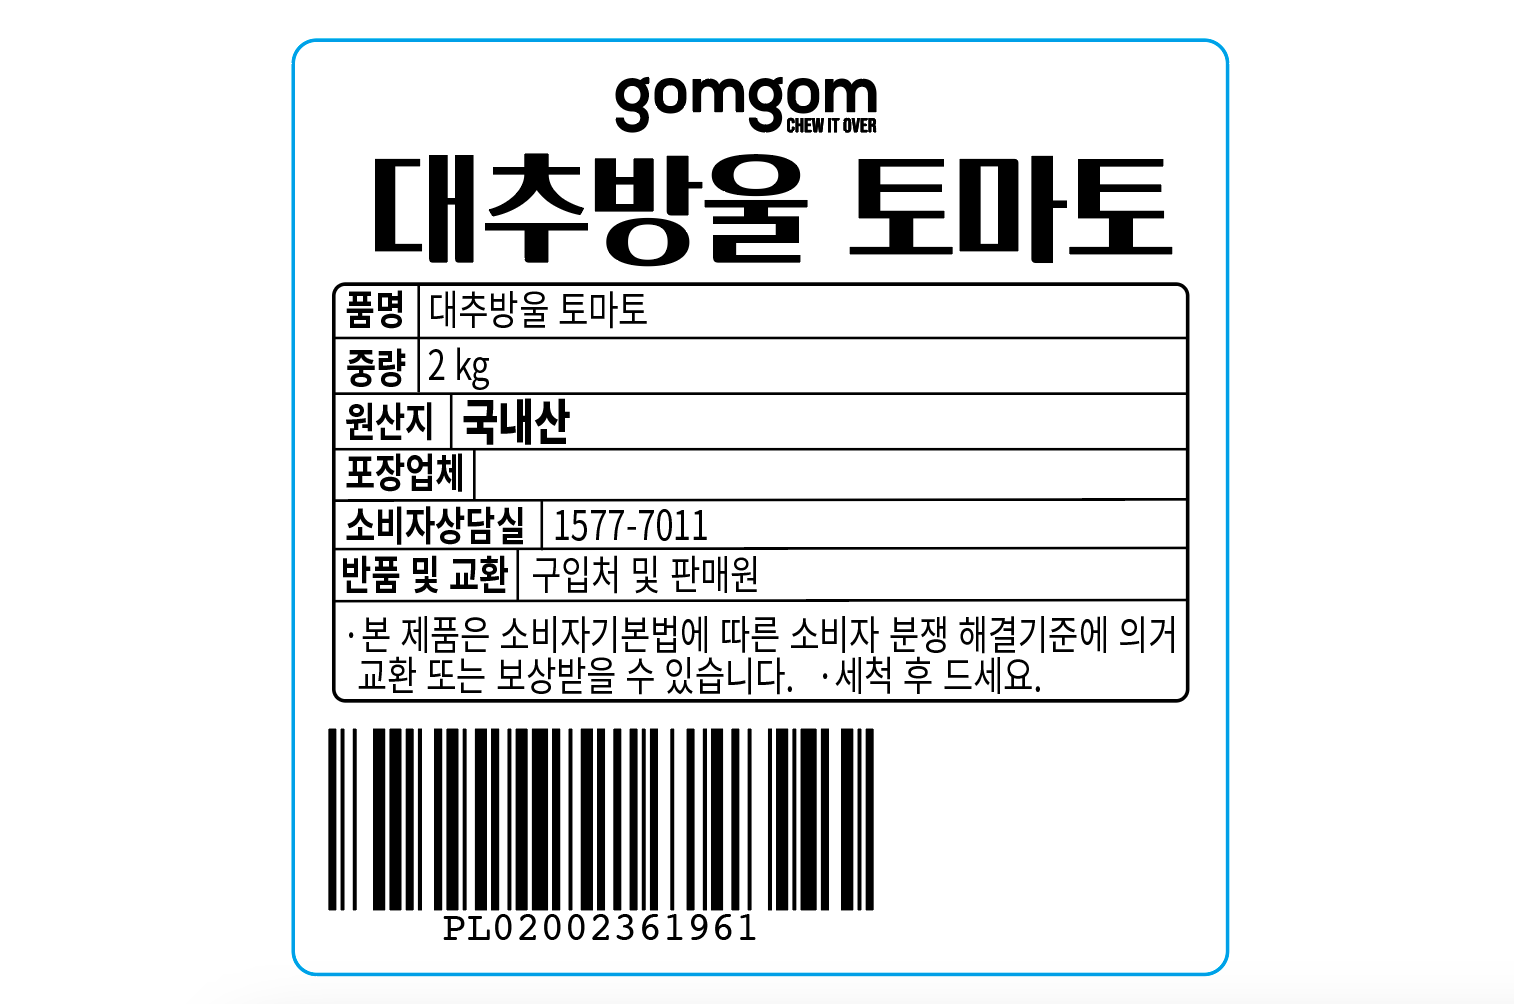 gomgom
CHEW IT OVER
대추방울 토마토
품명 대추방울 토마토
중량 2 kg
원산지 국내산
포장업체
소비자상담실 1577-7011
반품 및 교환 구입처 및 판매원
·본 제품은 소비자기본법에 따른 소비자 분쟁 해결기준에 의거
교환 또는 보상받을 수 있습니다. ·세척 후 드세요.
PL02002361961